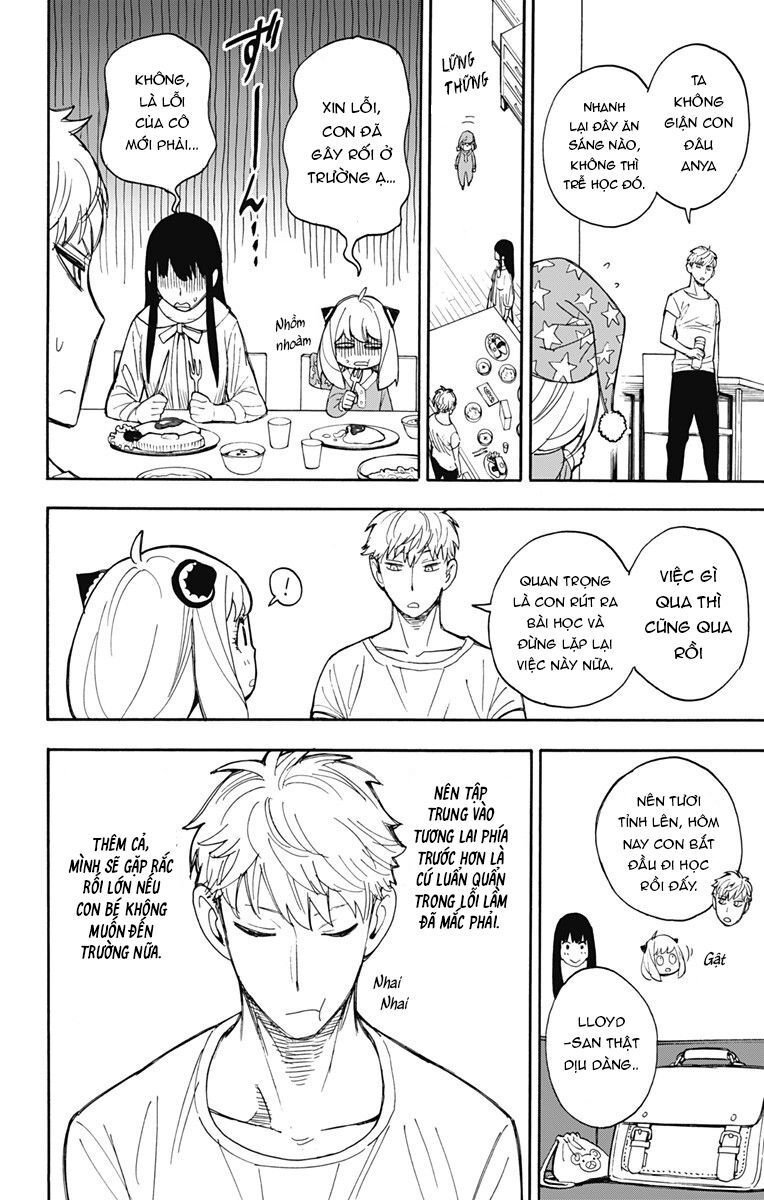 TA
KHÔNG
GIẬN CON
ĐÂU
ANYA
NHANH
LẠI ĐÂY ĂN
SÁNG NÀO,
KHÔNG THÌ
TRỄ HỌC ĐÓ.
LỮNG
THỮNG
XIN LỖI,
CON ĐÃ
GÂY RỐI Ở
TRƯỜNG Ạ...
Nhồm
nhoàm
ず――ん…
KHÔNG,
LÀ LỖI
CỦA CÔ
MỚI PHẢI...
VIỆC GÌ
QUA THÌ
CŨNG QUA
RỒI
QUAN TRỌNG
LÀ CON RÚT RA
BÀI HỌC VÀ
ĐỪNG LẶP LẠI
VIỆC NÀY NỮA.
!
NÊN TƯƠI
TỈNH LÊN, HÔM
NAY CON BẮT
ĐẦU ĐI HỌC
RỒI ĐẤY.
Gật
LLOYD
-SAN THẬT
DỊU DÀNG..
NÊN TẬP
TRUNG VÀO
TƯƠNG LAI PHÍA
TRƯỚC HƠN LÀ
CỨ LUẨN QUẨN
TRONG LỖI LẦM
ĐÃ MẮC PHẢI.
Nhai
Nhai
THÊM CẢ,
MÌNH SẼ GẶP RẮC
RỐI LỚN NẾU
CON BÉ KHÔNG
MUỐN ĐẾN
TRƯỜNG NỮA.